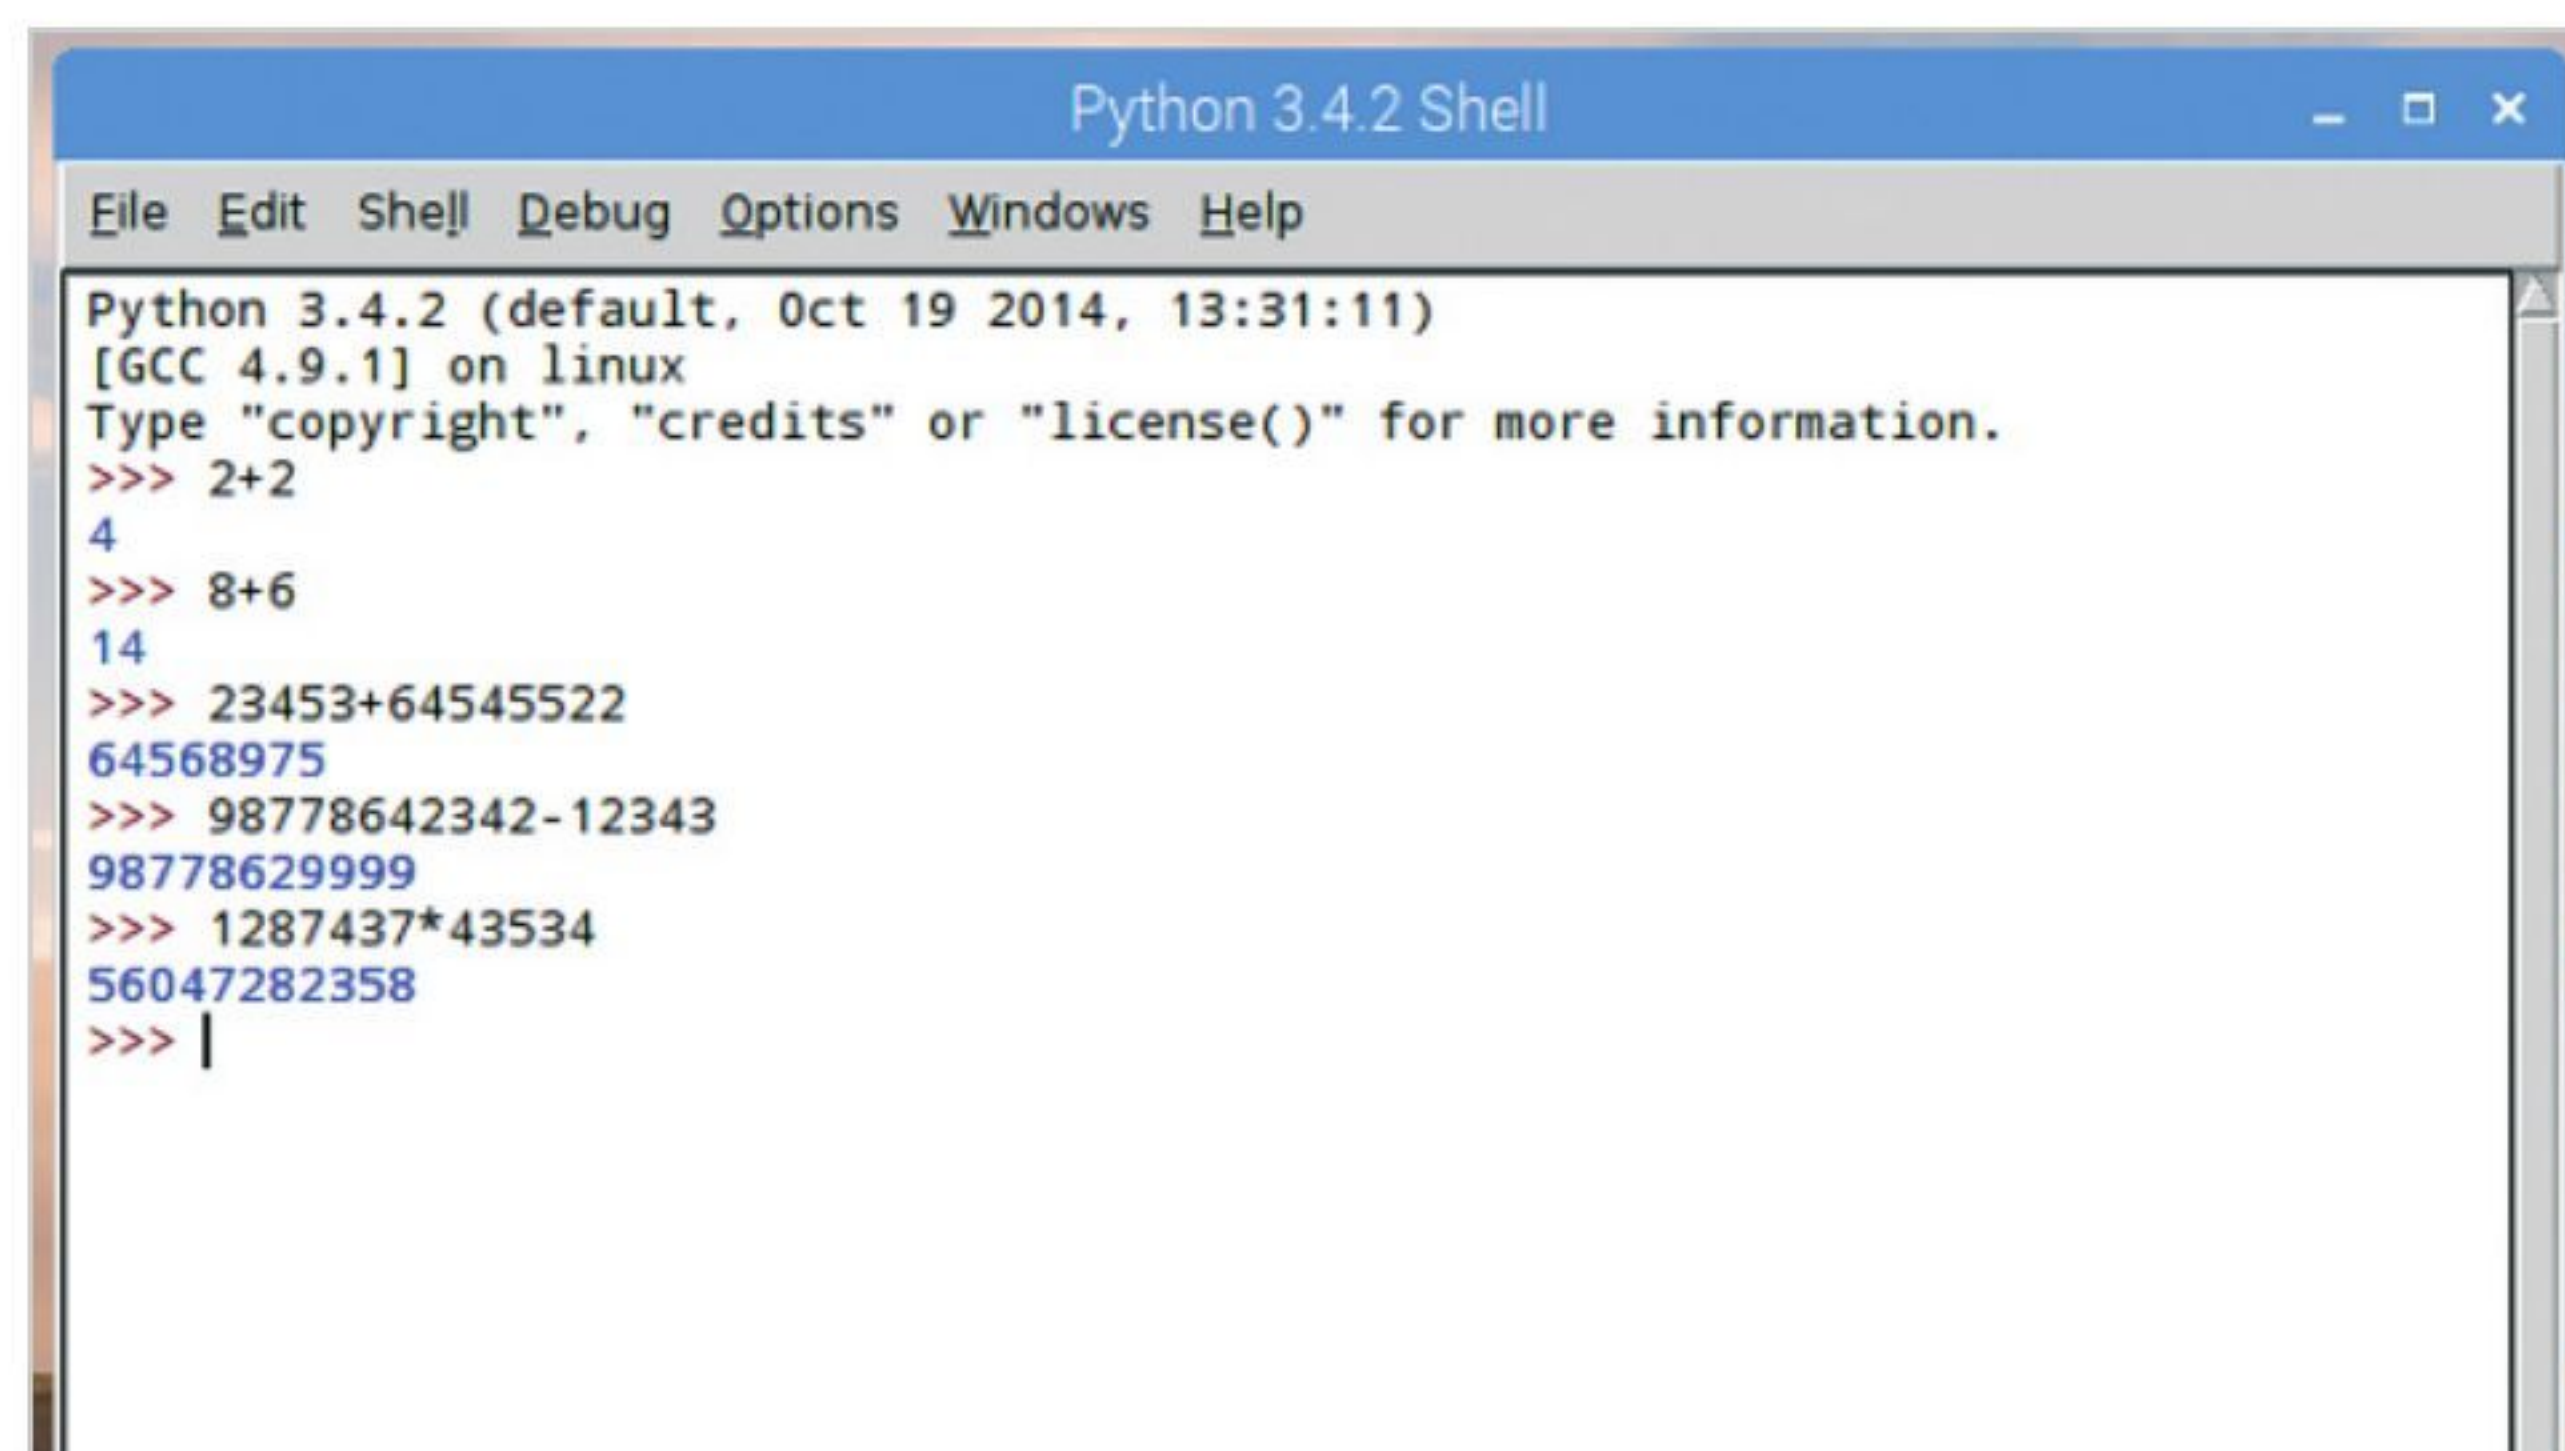 Python 3.4.2 Shell
File Edit Shell Debug Options Windows Help
Python 3.4.2 (default, Oct 19 2014, 13:31:11)
[GCC 4.9.1] on linux
Type "copyright", "credits" or "license()" for more information.
>>> 2+2
4
>>> 8+6
14
>>> 23453+64545522
64568975
>>> 98778642342-12343
98778629999
>>> 1287437*43534
56047282358
>>>